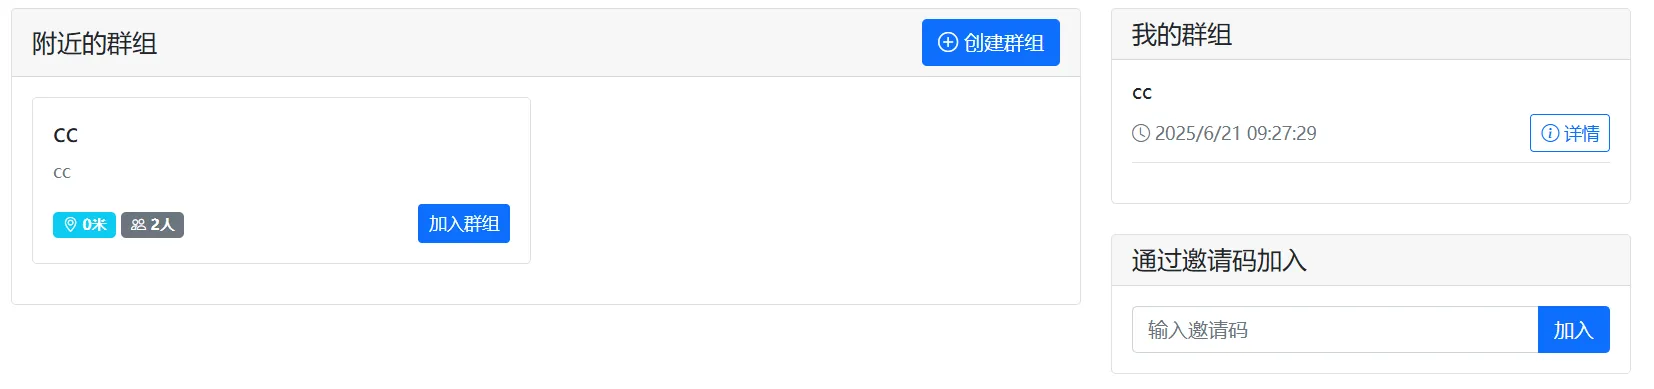 附近的群组
创建群组
cc
cc
0米 2人
加入群组
我的群组
cc
2025/6/21 09:27:29
详情
通过邀请码加入
输入邀请码
加入